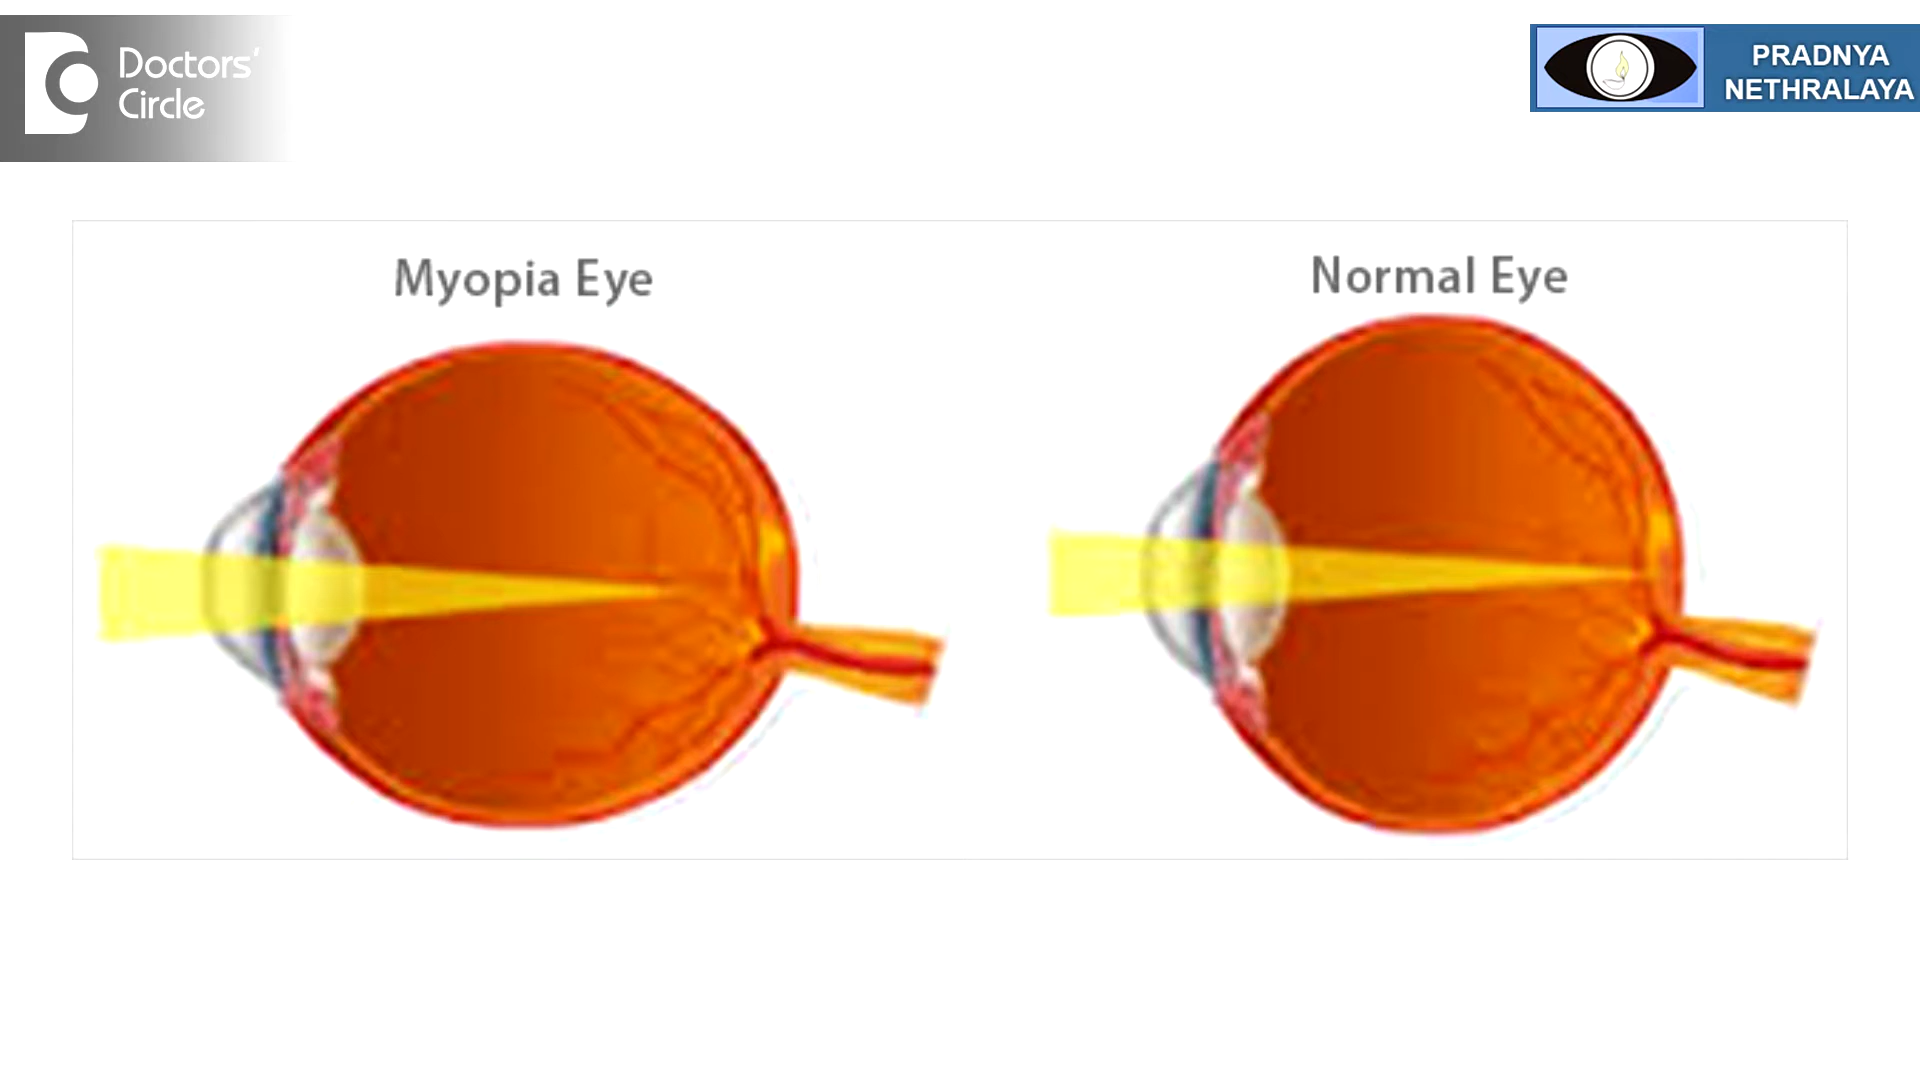 Doctors'
Circle
PRADNYA
NETHRALAYA
Myopia Eye
Normal Eye